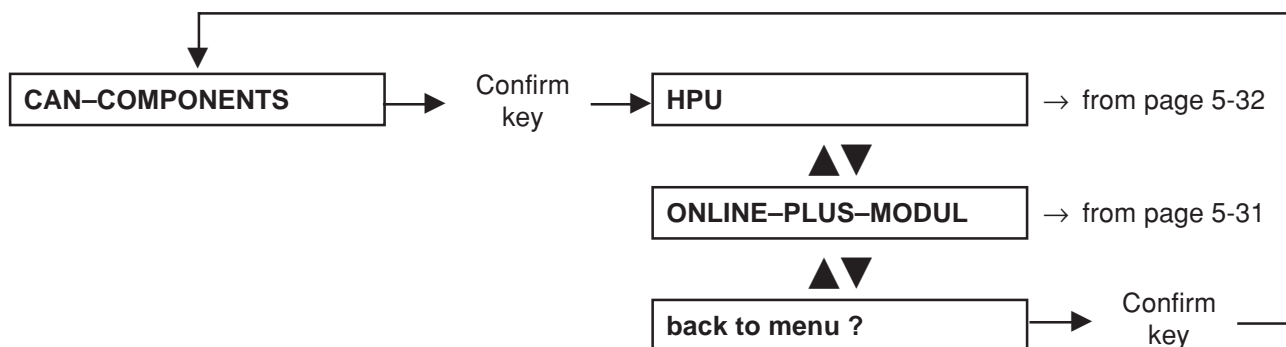 CAN–COMPONENTS
Confirm
key
HPU
→ from page 5-32
ONLINE–PLUS–MODUL
→ from page 5-31
back to menu ?
Confirm
key